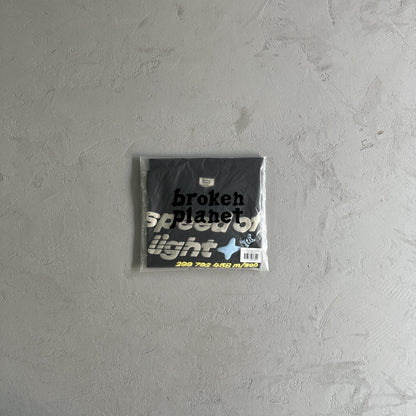 broken
planet
speed of
light
299 792 458 m/sec